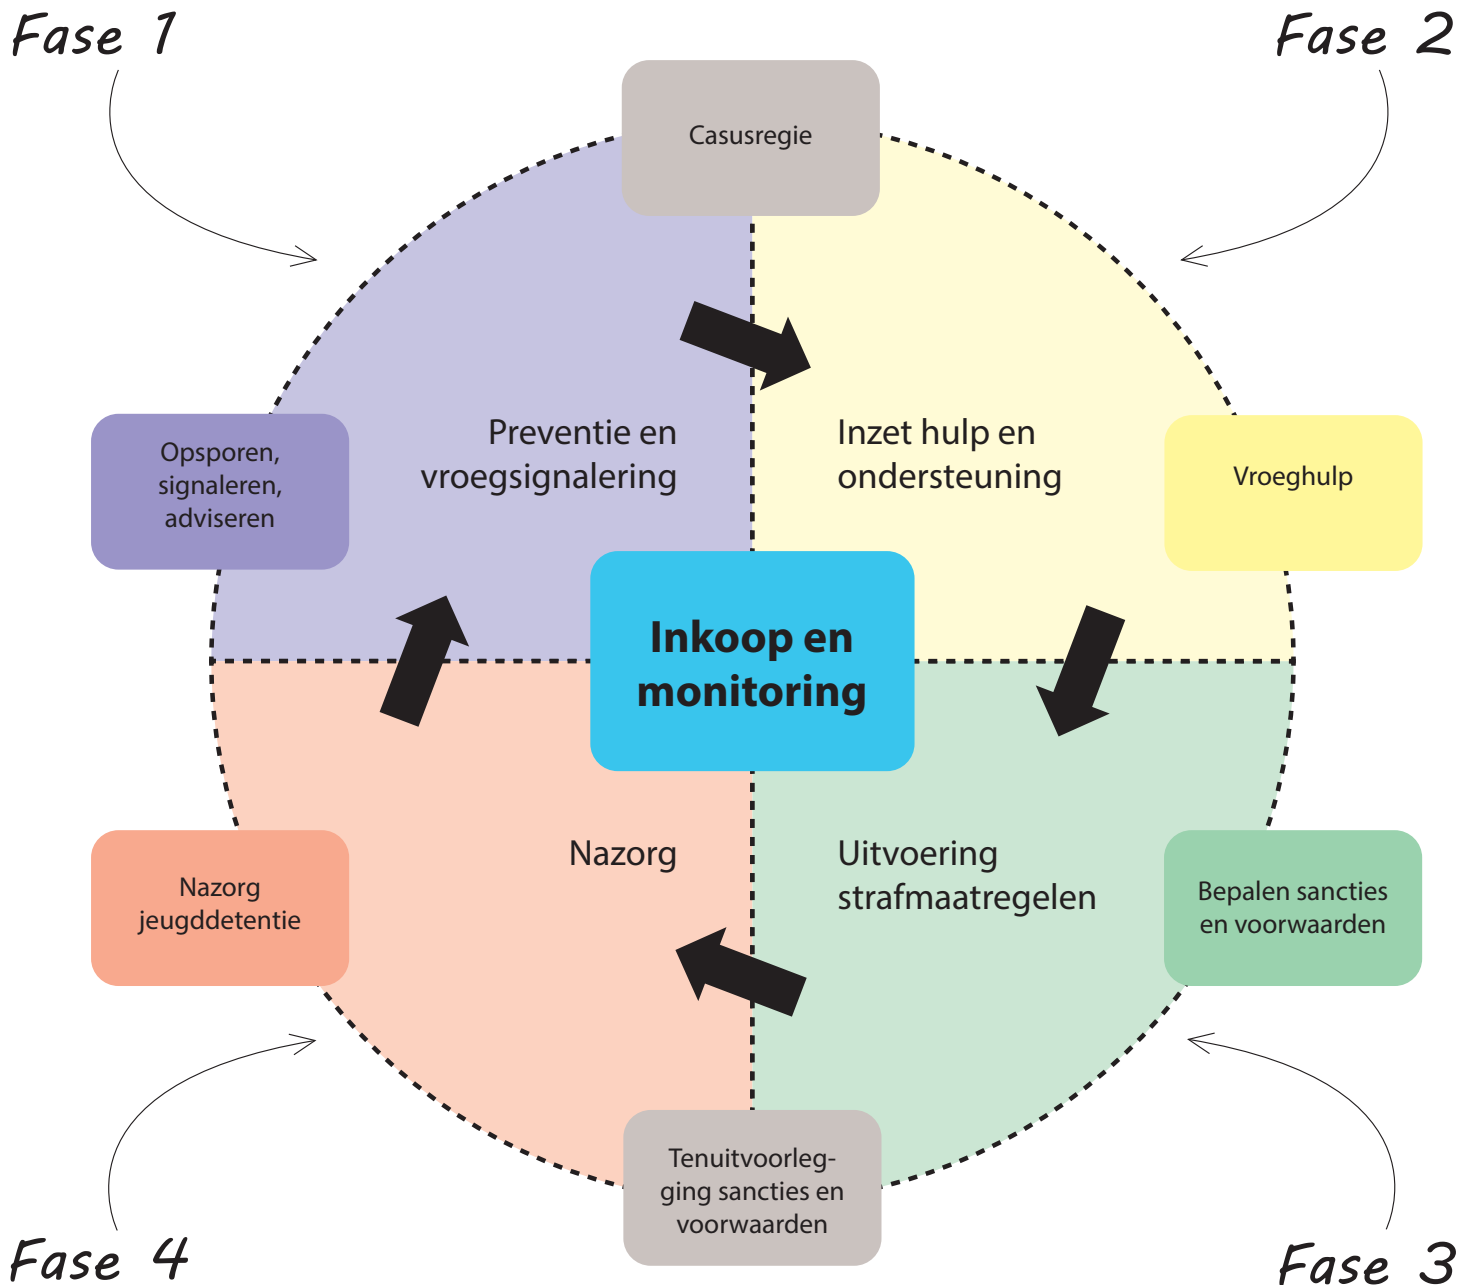 Fase 1
Fase 2
Casusregie
Opsporen,
signaleren,
adviseren
Preventie en
vroegsignalering
Inzet hulp en
ondersteuning
Vroeghulp
Inkoop en
monitoring
Nazorg
jeugddetentie
Nazorg
Uitvoering
strafmaatregelen
Bepalen sancties
en voorwaarden
Tenuitvoorleg-
ging sancties en
voorwaarden
Fase 4
Fase 3